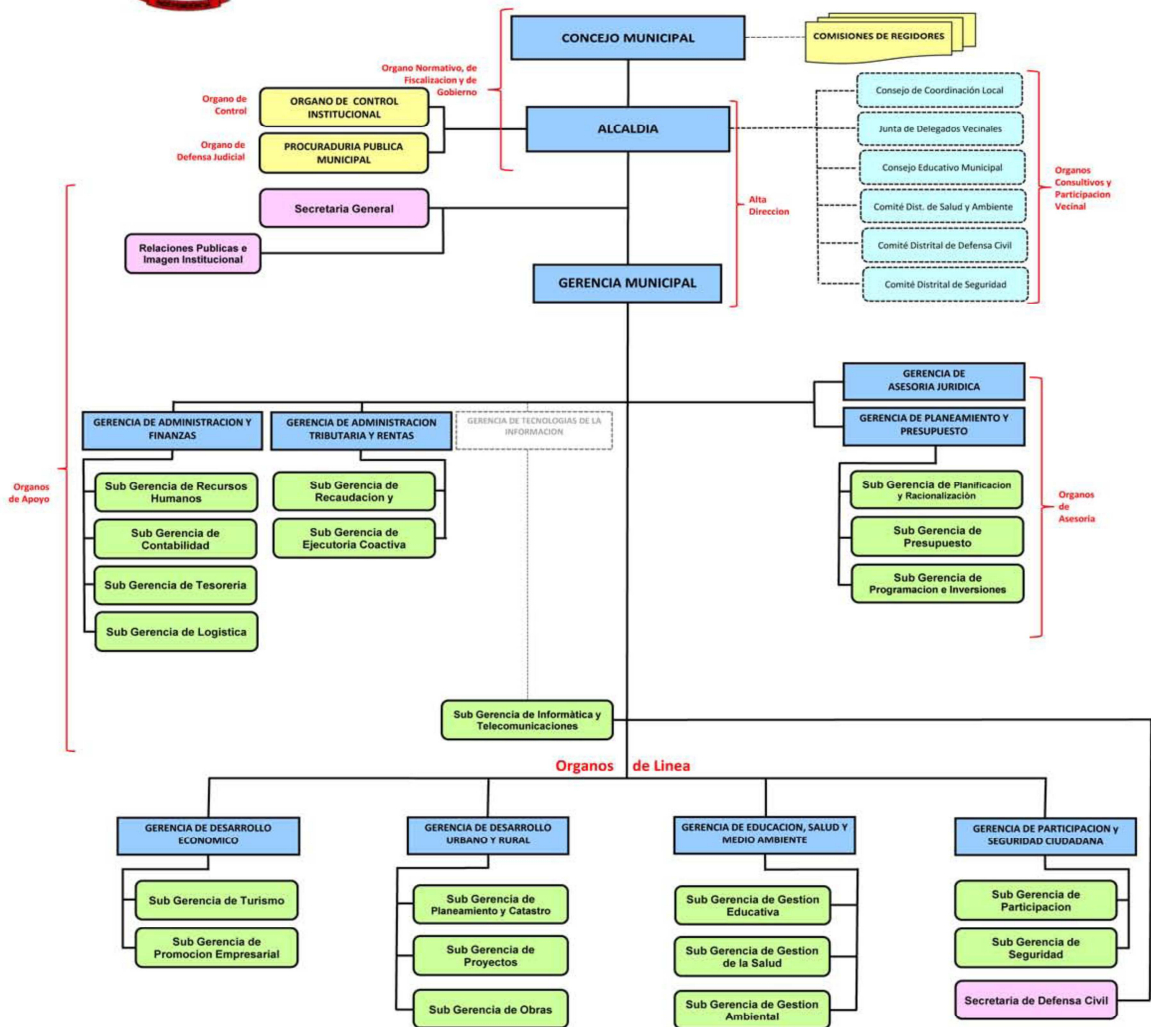 CONCEJO MUNICIPAL
COMISIONES DE REGIDORES
Organo Normativo, de
Fiscalizacion y de
Gobierno
Organo de
Control
ORGANO DE CONTROL
INSTITUCIONAL
ALCALDIA
Organo de
Defensa Judicial
PROCURADURIA PUBLICA
MUNICIPAL
Consejo de Coordinación Local
Junta de Delegados Vecinales
Consejo Educativo Municipal
Comité Dist. de Salud y Ambiente
Comité Distrital de Defensa Civil
Comité Distrital de Seguridad
Organos
Consultivos y
Participacion
Vecinal
Secretaria General
Alta
Direccion
Relaciones Publicas e
Imagen Institucional
GERENCIA MUNICIPAL
GERENCIA DE
ASESORIA JURIDICA
GERENCIA DE ADMINISTRACION Y
FINANZAS
GERENCIA DE ADMINISTRACION
TRIBUTARIA Y RENTAS
GERENCIA DE TECNOLOGIAS DE LA
INFORMACION
GERENCIA DE PLANEAMIENTO Y
PRESUPUESTO
Organos
de Apoyo
Sub Gerencia de Recursos
Humanos
Sub Gerencia de
Contabilidad
Sub Gerencia de Tesoreria
Sub Gerencia de Logistica
Sub Gerencia de
Recaudacion y
Sub Gerencia de
Ejecutoria Coactiva
Sub Gerencia de Planificacion
y Racionalizaciòn
Sub Gerencia de
Presupuesto
Sub Gerencia de
Programacion e Inversiones
Organos
de
Asesoria
Sub Gerencia de Informàtica y
Telecomunicaciones
Organos de Linea
GERENCIA DE DESARROLLO
ECONOMICO
GERENCIA DE DESARROLLO
URBANO Y RURAL
GERENCIA DE EDUCACION, SALUD Y
MEDIO AMBIENTE
GERENCIA DE PARTICIPACION y
SEGURIDAD CIUDADANA
Sub Gerencia de Turismo
Sub Gerencia de
Promocion Empresarial
Sub Gerencia de
Planeamiento y Catastro
Sub Gerencia de
Proyectos
Sub Gerencia de Obras
Sub Gerencia de Gestion
Educativa
Sub Gerencia de Gestion
de la Salud
Sub Gerencia de Gestion
Ambiental
Sub Gerencia de
Participacion
Sub Gerencia de
Seguridad
Secretaria de Defensa Civil